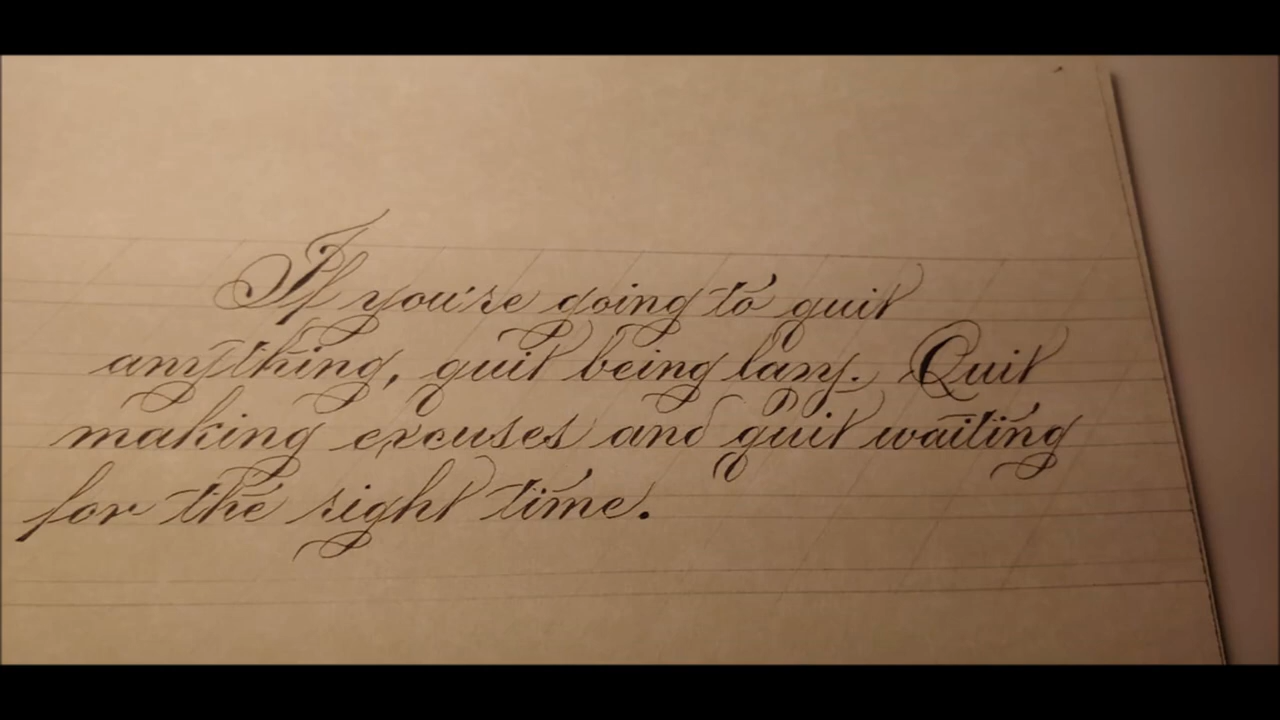 If you're going to quit
anything, quit being lazy. Quit
making excuses and quit waiting
for the right time.